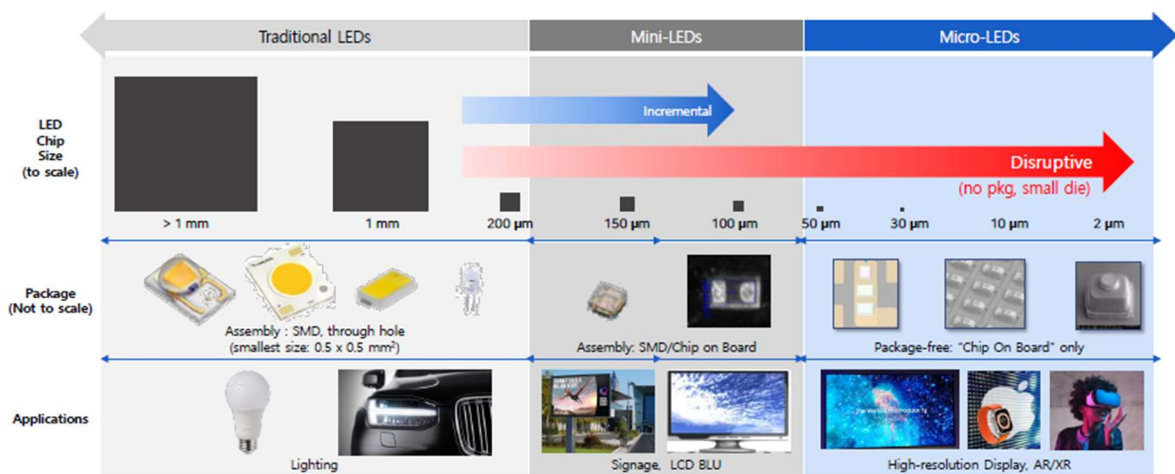 Traditional LEDs
Mini-LEDs
Micro-LEDs
LED
Chip
Size
(to scale)
Incremental
Disruptive
(no pkg, small die)
> 1 mm
1 mm
200 μm
150 μm
100 μm
50 μm
30 μm
10 μm
2 μm
Package
(Not to scale)
Assembly : SMD, through hole
(smallest size: 0.5 x 0.5 mm²)
Assembly: SMD/Chip on Board
Package-free: "Chip On Board" only
Applications
Lighting
Signage, LCD BLU
High-resolution Display, AR/XR